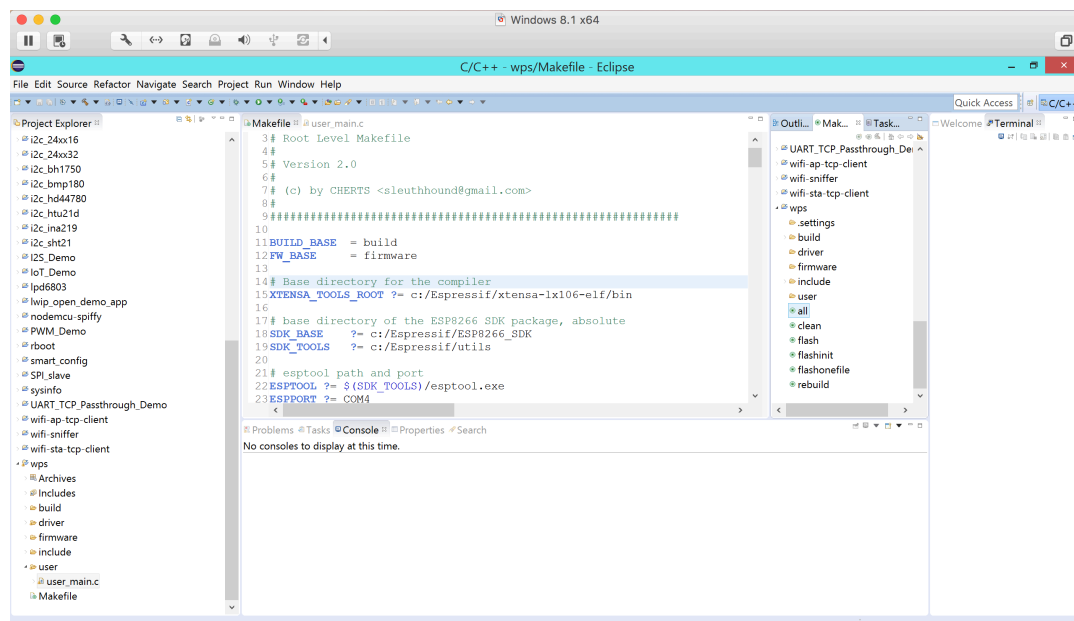 Windows 8.1 x64
C/C++ - wps/Makefile - Eclipse
File Edit Source Refactor Navigate Search Project Run Window Help
Quick Access
C/C++
Project Explorer
i2c_24xx16
i2c_24xx32
i2c_bh1750
i2c_bmp180
i2c_hd44780
i2c_htu21d
i2c_ina219
i2c_sht21
I2S_Demo
IoT_Demo
lpd6803
lwip_open_demo_app
nodemcu-spiffy
PWM_Demo
rboot
smart_config
SPI_slave
sysinfo
UART_TCP_Passthrough_Demo
wifi-ap-tcp-client
wifi-sniffer
wifi-sta-tcp-client
wps
Archives
Includes
build
driver
firmware
include
user
user_main.c
Makefile
Makefile user_main.c
3 # Root Level Makefile
4 #
5 # Version 2.0
6 #
7 # (c) by CHERTS <sleuthhound@gmail.com>
8 #
9 #############################################################
10
11 BUILD_BASE = build
12 FW_BASE = firmware
13
14 # Base directory for the compiler
15 XTENSA_TOOLS_ROOT ?= c:/Espressif/xtensa-lx106-elf/bin
16
17 # base directory of the ESP8266 SDK package, absolute
18 SDK_BASE ?= c:/Espressif/ESP8266_SDK
19 SDK_TOOLS ?= c:/Espressif/utils
20
21 # esptool path and port
22 ESPTOOL ?= $(SDK_TOOLS)/esptool.exe
23 ESPPORT ?= COM4
Problems Tasks Console Properties Search
No consoles to display at this time.
Outli... Mak... Task...
UART_TCP_Passthrough_De
wifi-ap-tcp-client
wifi-sniffer
wifi-sta-tcp-client
wps
.settings
build
driver
firmware
include
user
all
clean
flash
flashinit
flashonefile
rebuild
Welcome Terminal